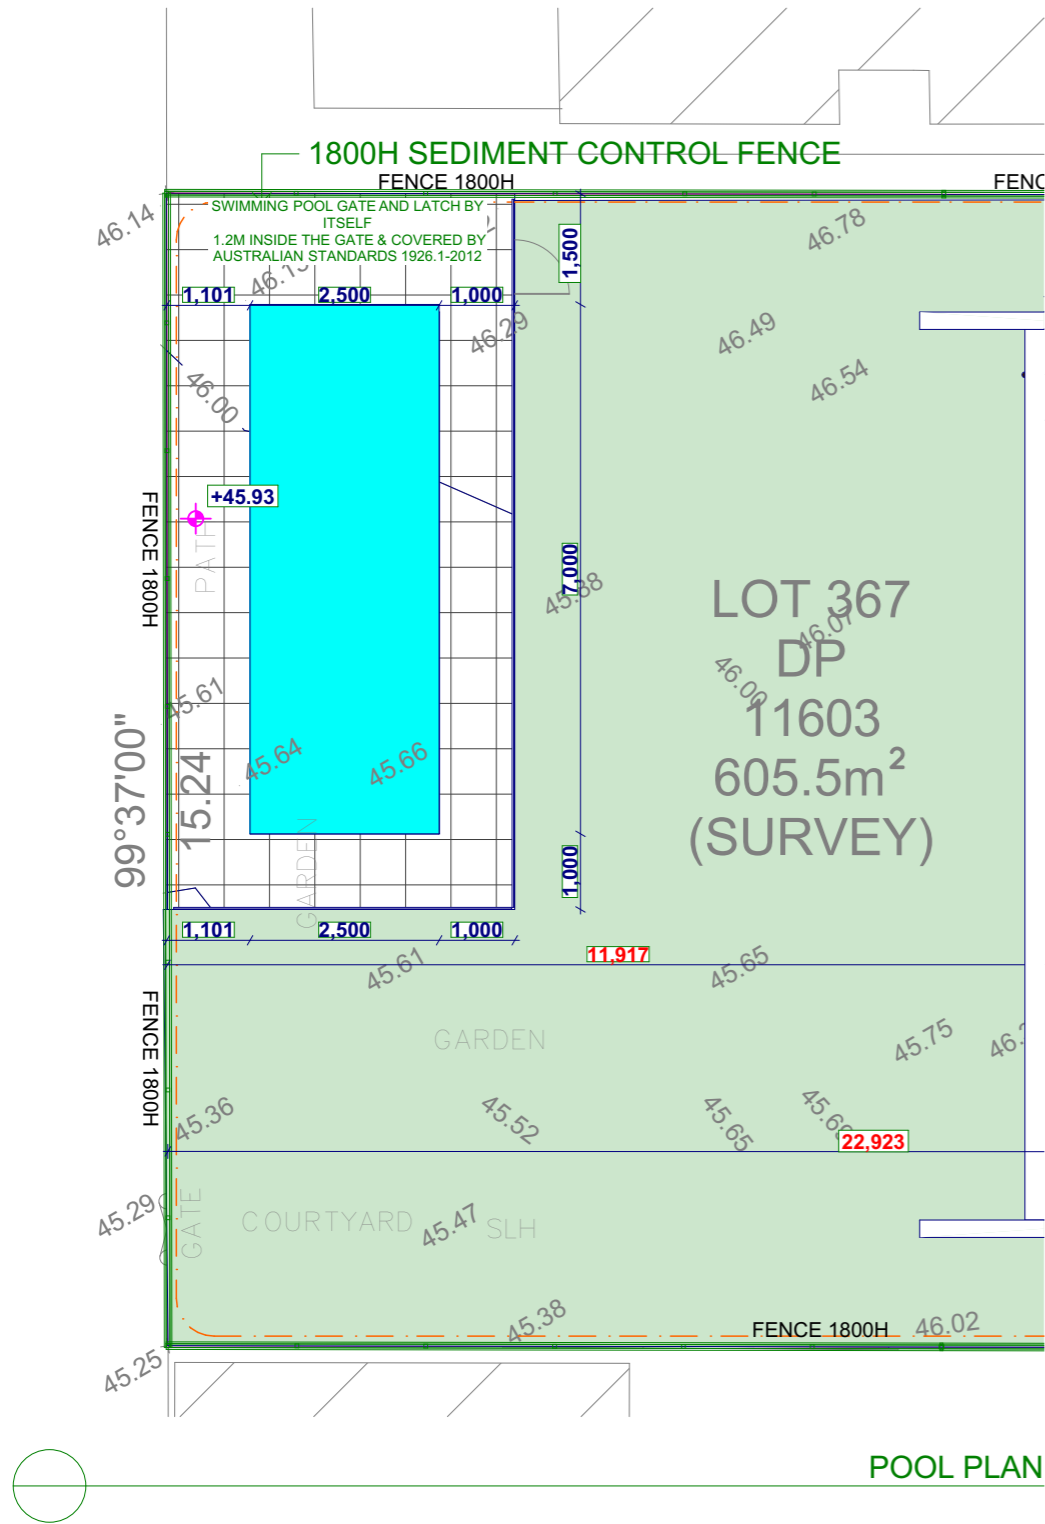 1800H SEDIMENT CONTROL FENCE
FENCE 1800H
SWIMMING POOL GATE AND LATCH BY
ITSELF
1.2M INSIDE THE GATE & COVERED BY
AUSTRALIAN STANDARDS 1926.1-2012
46.14
46.78
1,500
1,101
2,500
1,000
46.29
46.49
46.54
46.00
+45.93
PATH
FENCE 1800H
7,000
45.88
LOT 367
46.07
DP
46.00
11603
605.5m²
(SURVEY)
45.61
45.64
45.66
99°37'00"
15.24
GARDEN
1,000
1,101
2,500
1,000
11,917
45.61
45.65
FENCE 1800H
GARDEN
45.75
45.36
45.52
45.65
22,923
45.29
GATE
COURTYARD
45.47
SLH
45.38
FENCE 1800H
46.02
45.25
POOL PLAN